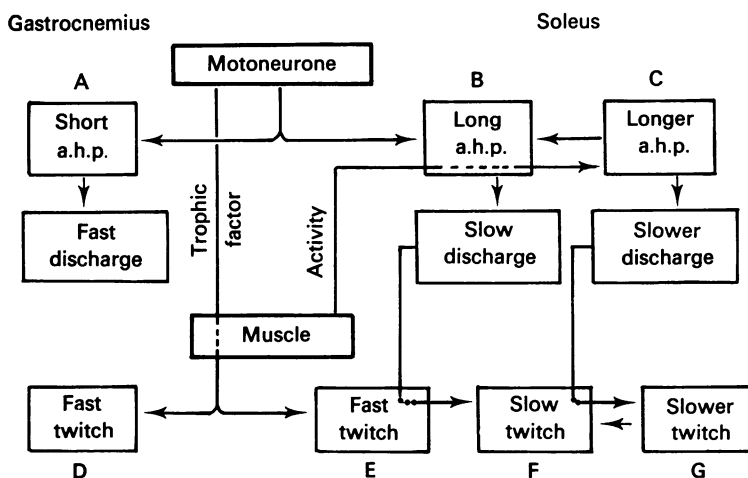 Gastrocnemius
Soleus
Motoneurone
A
B
C
Short
a.h.p.
Long
a.h.p.
Longer
a.h.p.
Trophic
factor
Activity
Fast
discharge
Slow
discharge
Slower
discharge
Muscle
Fast
twitch
Fast
twitch
Slow
twitch
Slower
twitch
D
E
F
G